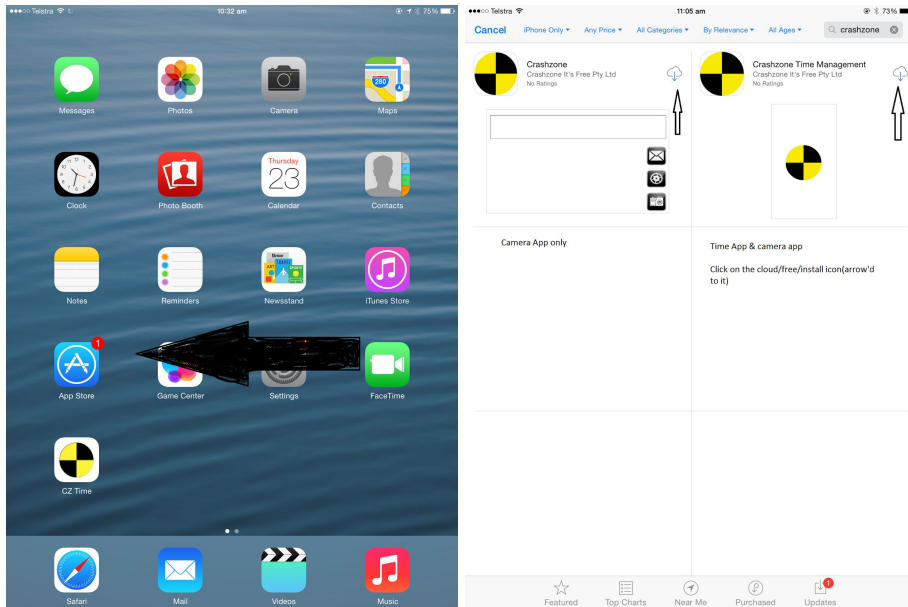 Telstra
10:32 am
75%
Messages
Photos
Camera
280
Maps
Clock
Photo Booth
Thursday
23
Calendar
Contacts
Notes
Reminders
Newsstand
iTunes Store
1
App Store
Game Center
Settings
FaceTime
CZ Time
Safari
Mail
Videos
Music
Telstra
11:05 am
73%
Cancel
iPhone Only
Any Price
All Categories
By Relevance
All Ages
crashzone
Crashzone
Crashzone It's Free Pty Ltd
No Ratings
Crashzone Time Management
Crashzone It's Free Pty Ltd
No Ratings
Camera App only
Time App & camera app
Click on the cloud/free/install icon(arrow'd
to it)
Featured
Top Charts
Near Me
Purchased
1
Updates